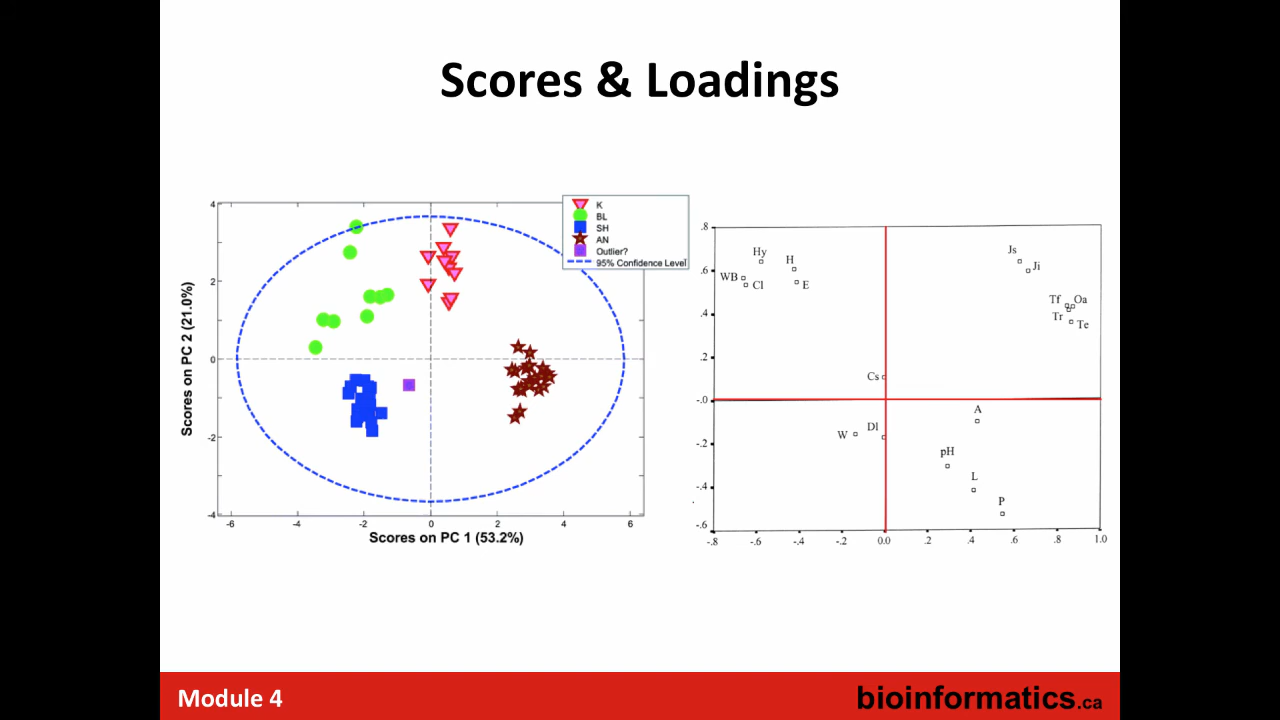 Scores & Loadings
4
2
0
-2
-4
-6
-4
-2
0
2
4
6
Scores on PC 2 (21.0%)
Scores on PC 1 (53.2%)
K
BL
SH
AN
Outlier?
95% Confidence Level
.8
.6
.4
.2
-.0
-.2
-.4
-.6
-.8
-.6
-.4
-.2
0.0
.2
.4
.6
.8
1.0
Hy
H
WB
Cl
E
Js
Ji
Tf
Oa
Tr
Te
Cs
A
W
Dl
pH
L
P
Module 4
bioinformatics.ca